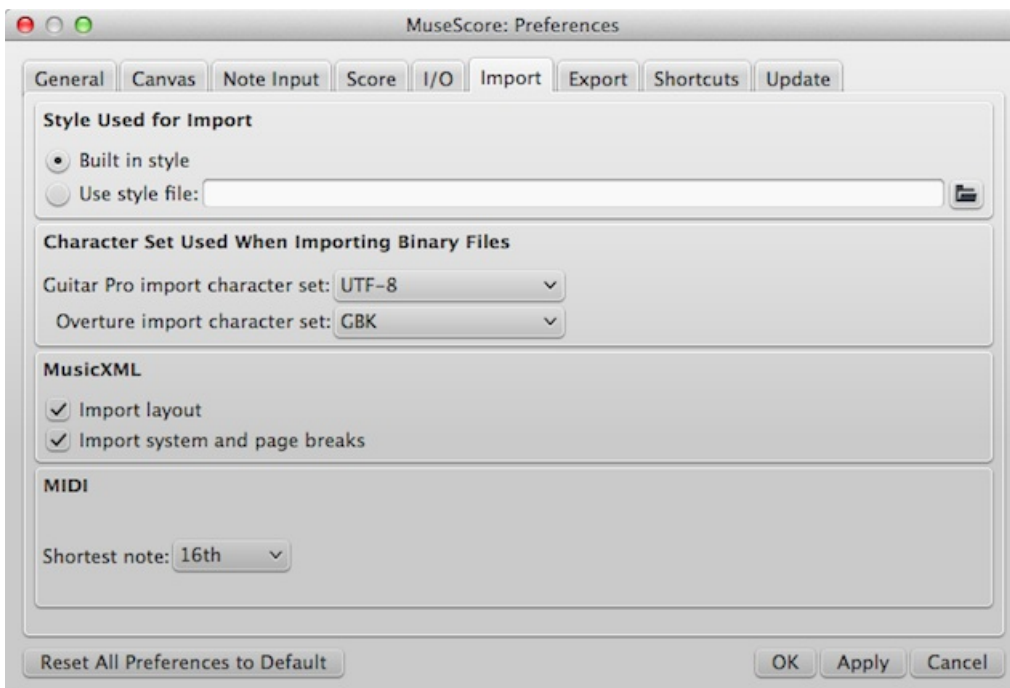 MuseScore: Preferences
General Canvas Note Input Score I/O Import Export Shortcuts Update
Style Used for Import
Built in style
Use style file:
Character Set Used When Importing Binary Files
Guitar Pro import character set: UTF-8
Overture import character set: GBK
MusicXML
Import layout
Import system and page breaks
MIDI
Shortest note: 16th
Reset All Preferences to Default OK Apply Cancel